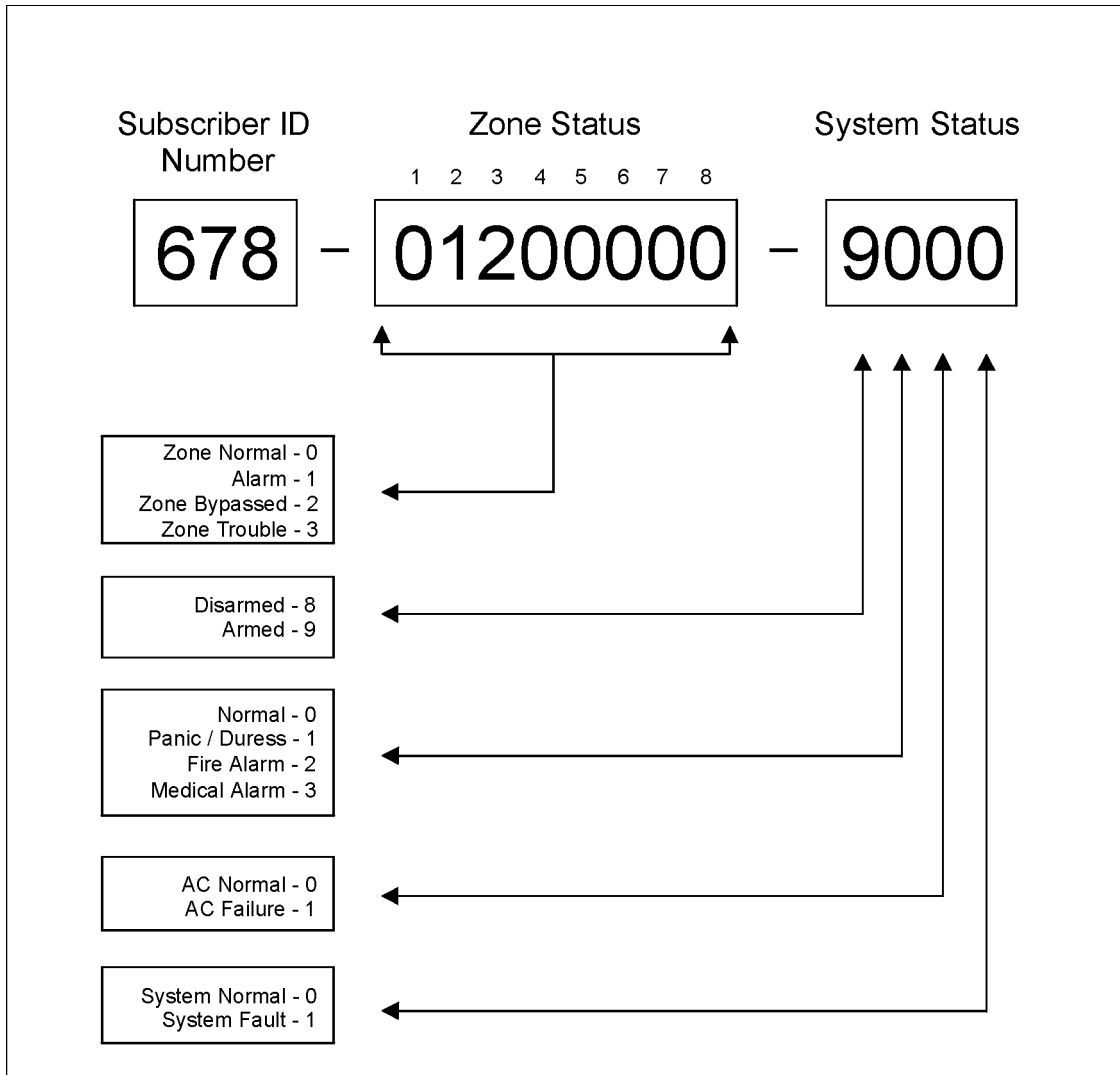 Subscriber ID
Number
Zone Status
System Status
1 2 3 4 5 6 7 8
678 – 01200000 – 9000
Zone Normal - 0
Alarm - 1
Zone Bypassed - 2
Zone Trouble - 3
Disarmed - 8
Armed - 9
Normal - 0
Panic / Duress - 1
Fire Alarm - 2
Medical Alarm - 3
AC Normal - 0
AC Failure - 1
System Normal - 0
System Fault - 1